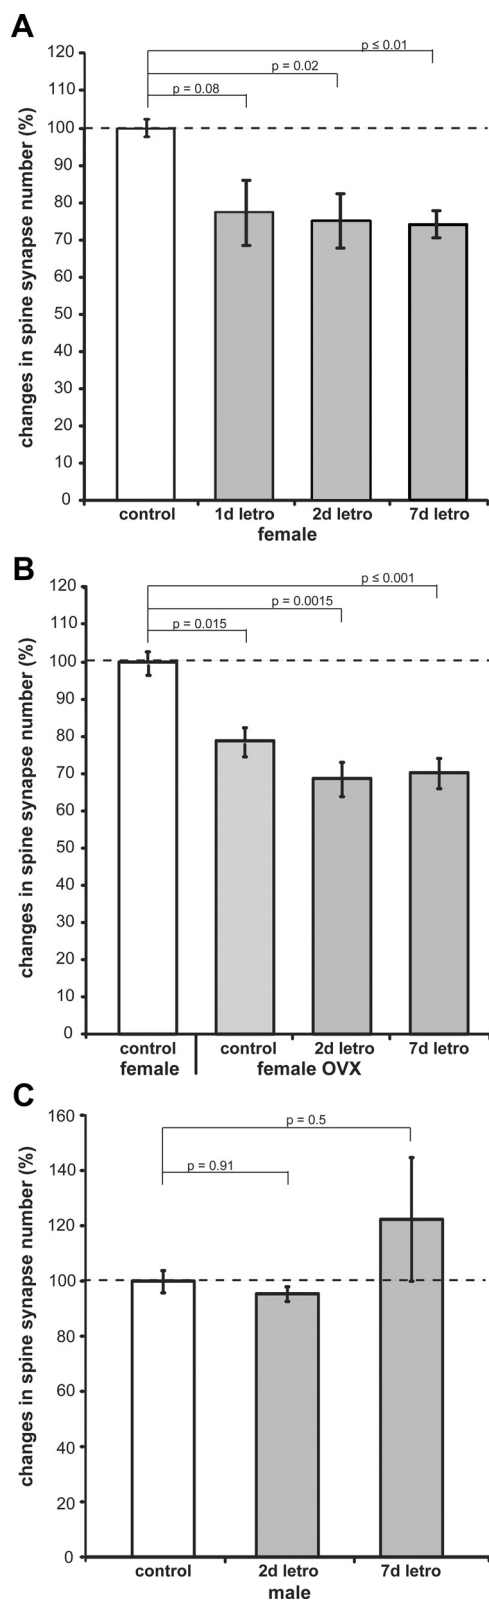 A
changes in spine synapse number (%)
120
110
100
90
80
70
60
50
40
30
20
10
0
p ≤ 0.01
p = 0.02
p = 0.08
control 1d letro 2d letro 7d letro
female
B
changes in spine synapse number (%)
120
110
100
90
80
70
60
50
40
30
20
10
0
p ≤ 0.001
p = 0.0015
p = 0.015
control control 2d letro 7d letro
female female OVX
C
changes in spine synapse number (%)
160
140
120
100
80
60
40
20
0
p = 0.5
p = 0.91
control 2d letro 7d letro
male